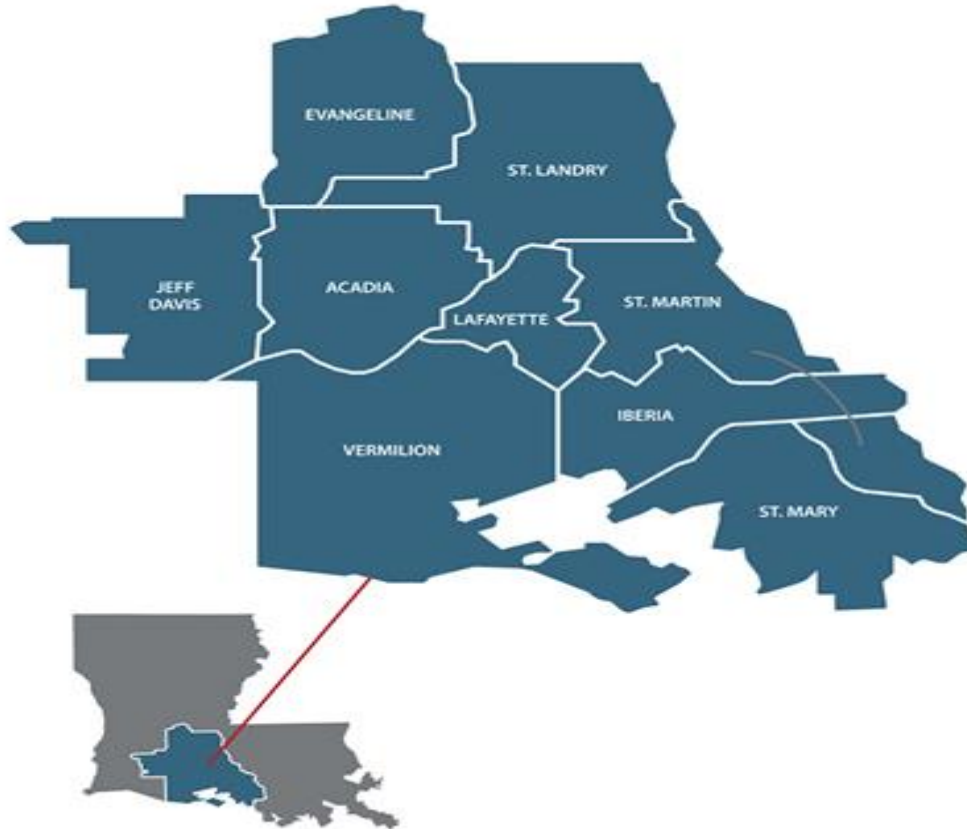 EVANGELINE
ST. LANDRY
JEFF
DAVIS
ACADIA
LAFAYETTE
ST. MARTIN
IBERIA
VERMILION
ST. MARY